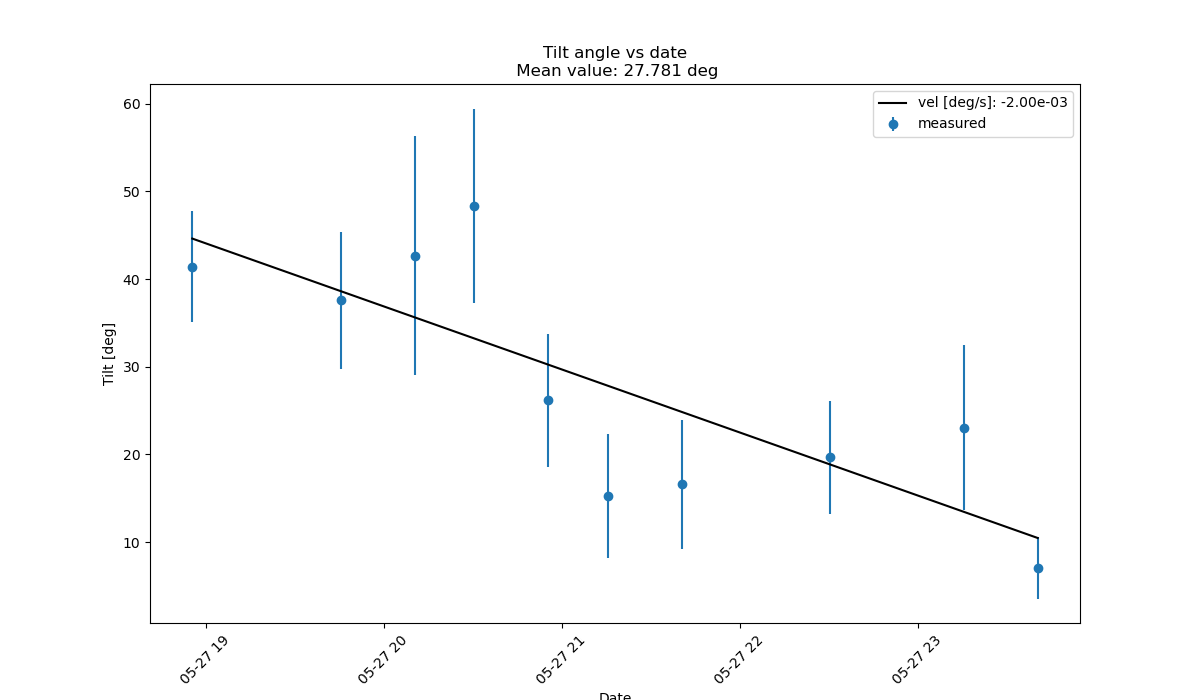 Tilt angle vs date
Mean value: 27.781 deg
vel [deg/s]: -2.00e-03
measured
60
50
40
30
20
10
Tilt [deg]
05-27 19
05-27 20
05-27 21
05-27 22
05-27 23
Date